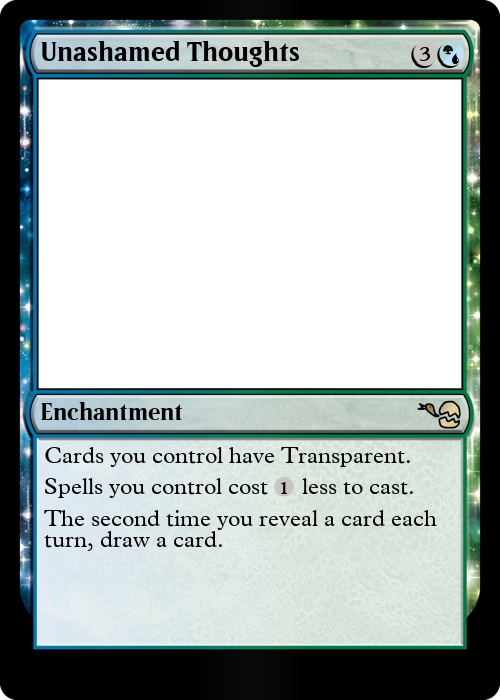 Unashamed Thoughts 3
Enchantment
Cards you control have Transparent.
Spells you control cost 1 less to cast.
The second time you reveal a card each
turn, draw a card.